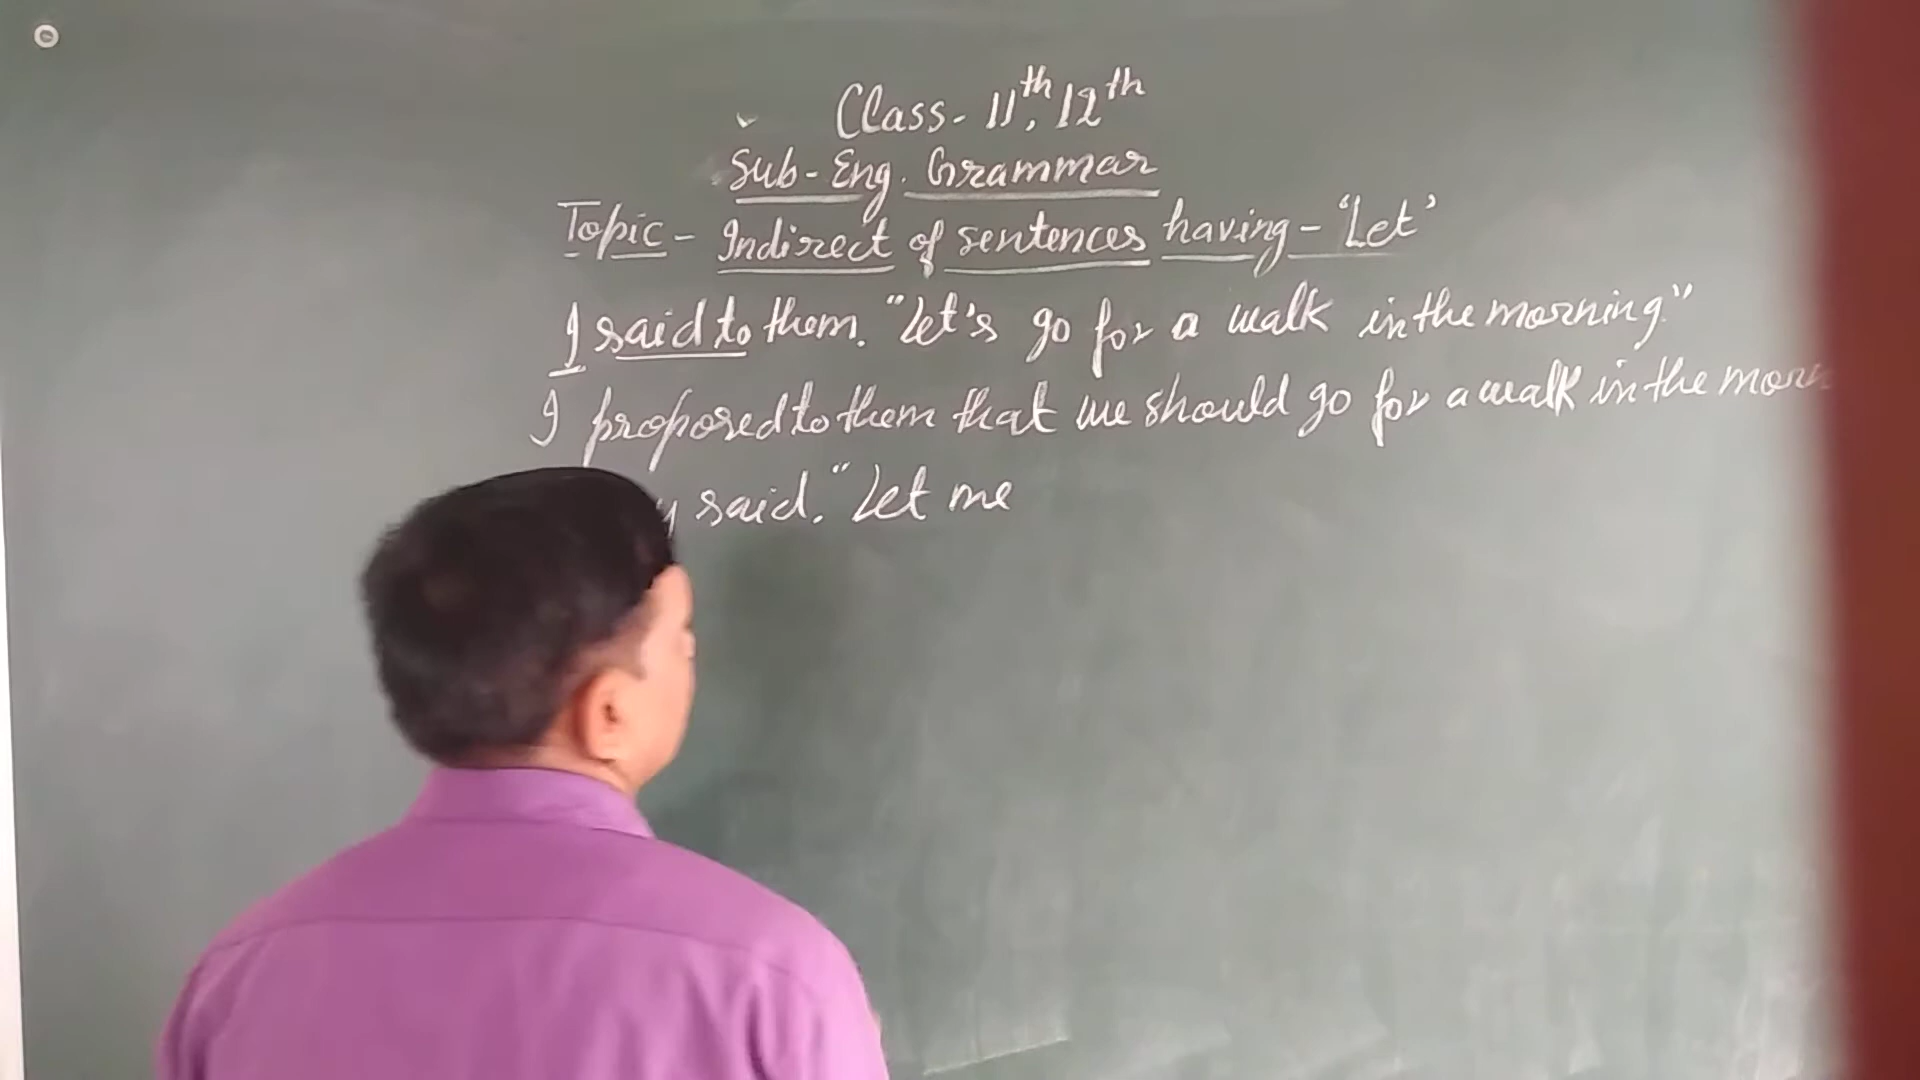 Class- 11th, 12th
Sub- Eng. Grammar
Topic - Indirect of sentences having - 'Let'
I said to them. "Let's go for a walk in the morning."
I proposed to them that we should go for a walk in the morn
said. "Let me